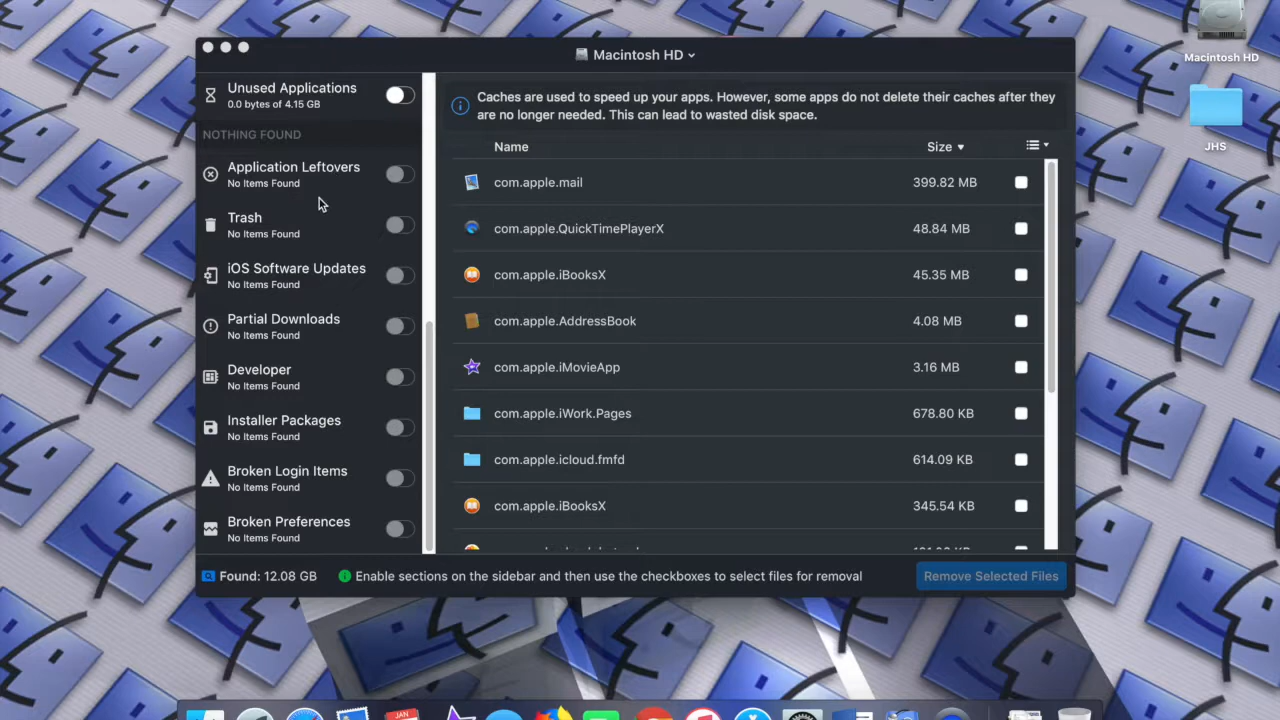 Macintosh HD
Unused Applications
0.0 bytes of 4.15 GB
NOTHING FOUND
Application Leftovers
No Items Found
Trash
No Items Found
iOS Software Updates
No Items Found
Partial Downloads
No Items Found
Developer
No Items Found
Installer Packages
No Items Found
Broken Login Items
No Items Found
Broken Preferences
No Items Found
Caches are used to speed up your apps. However, some apps do not delete their caches after they
are no longer needed. This can lead to wasted disk space.
Name Size
com.apple.mail 399.82 MB
com.apple.QuickTimePlayerX 48.84 MB
com.apple.iBooksX 45.35 MB
com.apple.AddressBook 4.08 MB
com.apple.iMovieApp 3.16 MB
com.apple.iWork.Pages 678.80 KB
com.apple.icloud.fmfd 614.09 KB
com.apple.iBooksX 345.54 KB
Found: 12.08 GB
Enable sections on the sidebar and then use the checkboxes to select files for removal
Remove Selected Files
Macintosh HD
JHS
JAN